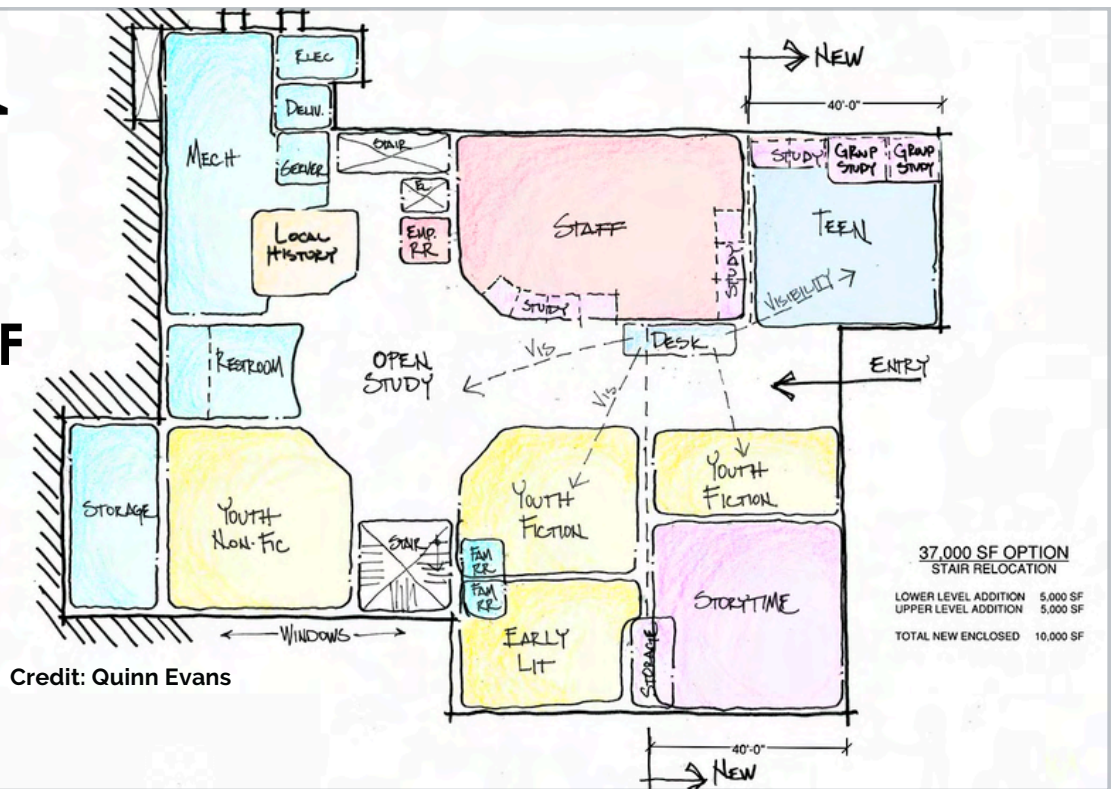 NEW
40'-0"
ELEC
DELIV.
MECH
SERVER
STAIR
EL
EMP.
RR
LOCAL
HISTORY
STAFF
STUDY
STUDY
STUDY
GROUP
STUDY
GROUP
STUDY
TEEN
VISIBILITY
DESK
VIS
VIS
RESTROOM
OPEN
STUDY
ENTRY
STORAGE
YOUTH
NON-FIC
STAIR
YOUTH
FICTION
YOUTH
FICTION
FAM
RR
FAM
RR
EARLY
LIT
STORAGE
STORYTIME
WINDOWS
37,000 SF OPTION
STAIR RELOCATION
LOWER LEVEL ADDITION 5,000 SF
UPPER LEVEL ADDITION 5,000 SF
TOTAL NEW ENCLOSED 10,000 SF
Credit: Quinn Evans
40'-0"
NEW
F